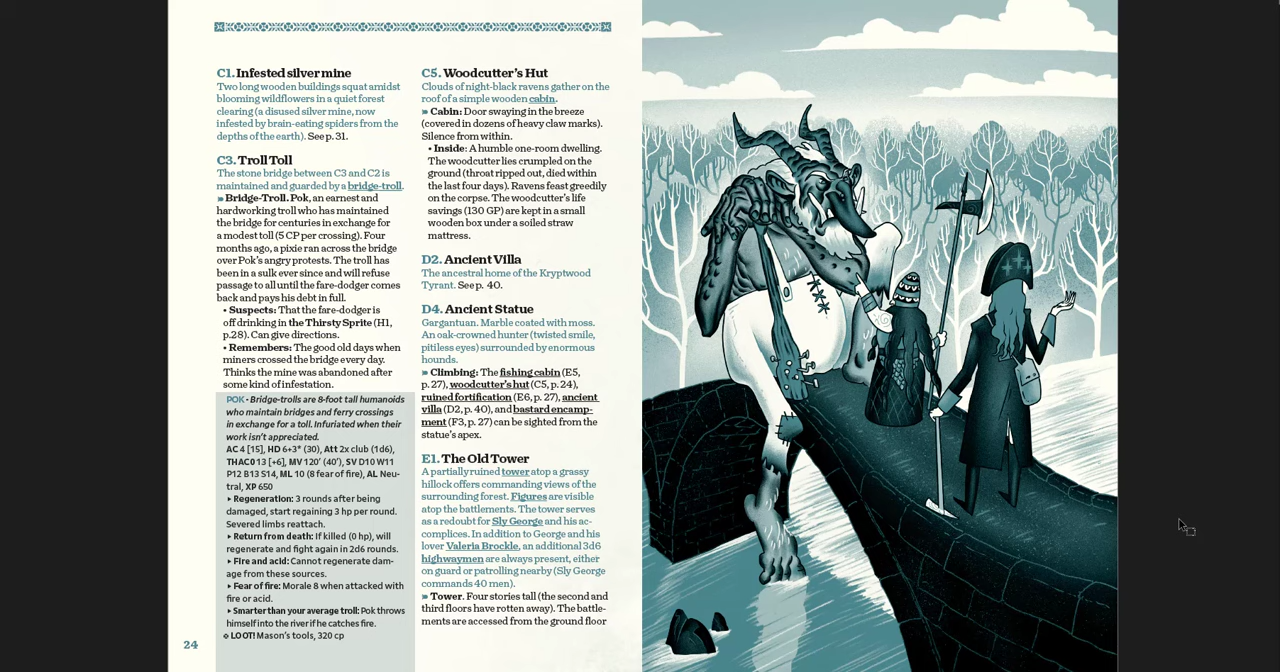 C1. Infested silver mine
Two long wooden buildings squat amidst
blooming wildflowers in a quiet forest
clearing (a disused silver mine, now
infested by brain-eating spiders from the
depths of the earth). See p. 31.
C3. Troll Toll
The stone bridge between C3 and C2 is
maintained and guarded by a bridge-troll.
Bridge-Troll. Pok, an earnest and
hardworking troll who has maintained
the bridge for centuries in exchange for
a modest toll (5 CP per crossing). Four
months ago, a pixie ran across the bridge
over Pok's angry protests. The troll has
been in a sulk ever since and will refuse
passage to all until the fare-dodger comes
back and pays his debt in full.
• Suspects: That the fare-dodger is
off drinking in the Thirsty Sprite (H1,
p.28). Can give directions.
• Remembers: The good old days when
miners crossed the bridge every day.
Thinks the mine was abandoned after
some kind of infestation.
POK • Bridge-trolls are 8-foot tall humanoids
who maintain bridges and ferry crossings
in exchange for a toll. Infuriated when their
work isn't appreciated.
AC 4 [15], HD 6+3* (30), Att 2x club (1d6),
THAC0 13 [+6], MV 120' (40'), SV D10 W11
P12 B13 S14, ML 10 (8 fear of fire), AL Neu-
tral, XP 650
▸ Regeneration: 3 rounds after being
damaged, start regaining 3 hp per round.
Severed limbs reattach.
▸ Return from death: If killed (0 hp), will
regenerate and fight again in 2d6 rounds.
▸ Fire and acid: Cannot regenerate dam-
age from these sources.
▸ Fear of fire: Morale 8 when attacked with
fire or acid.
▸ Smarter than your average troll: Pok throws
himself into the river if he catches fire.
LOOT! Mason's tools, 320 cp
24
C5. Woodcutter's Hut
Clouds of night-black ravens gather on the
roof of a simple wooden cabin.
Cabin: Door swaying in the breeze
(covered in dozens of heavy claw marks).
Silence from within.
• Inside: A humble one-room dwelling.
The woodcutter lies crumpled on the
ground (throat ripped out, died within
the last four days). Ravens feast greedily
on the corpse. The woodcutter's life
savings (130 GP) are kept in a small
wooden box under a soiled straw
mattress.
D2. Ancient Villa
The ancestral home of the Kryptwood
Tyrant. See p. 40.
D4. Ancient Statue
Gargantuan. Marble coated with moss.
An oak-crowned hunter (twisted smile,
pitiless eyes) surrounded by enormous
hounds.
Climbing: The fishing cabin (E5,
p. 27), woodcutter's hut (C5, p.24),
ruined fortification (E6, p. 27), ancient
villa (D2, p. 40), and bastard encamp-
ment (F3, p. 27) can be sighted from the
statue's apex.
E1. The Old Tower
A partially ruined tower atop a grassy
hillock offers commanding views of the
surrounding forest. Figures are visible
atop the battlements. The tower serves
as a redoubt for Sly George and his ac-
complices. In addition to George and his
lover Valeria Brockle, an additional 3d6
highwaymen are always present, either
on guard or patrolling nearby (Sly George
commands 40 men).
Tower. Four stories tall (the second and
third floors have rotten away). The battle-
ments are accessed from the ground floor